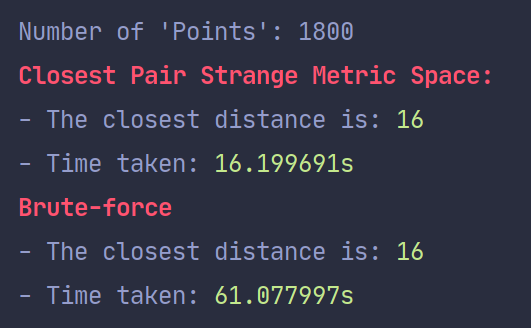 Number of 'Points': 1800
Closest Pair Strange Metric Space:
- The closest distance is: 16
- Time taken: 16.199691s
Brute-force
- The closest distance is: 16
- Time taken: 61.077997s